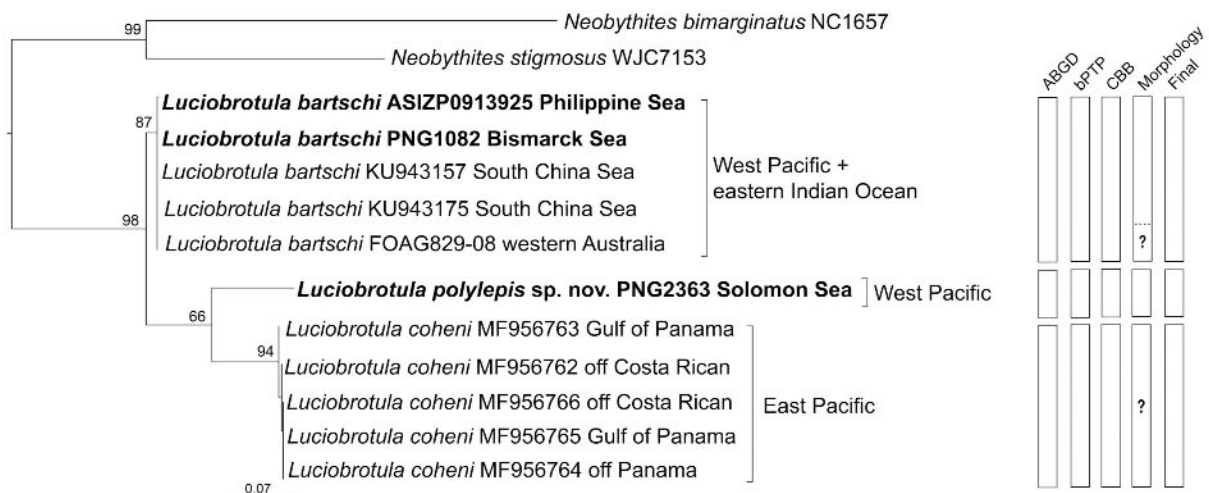 99
Neobythites bimarginatus NC1657
Neobythites stigmosus WJC7153
ABGD
bPTP
CBB
Morphology
Final
87
Luciobrotula bartschi ASIZP0913925 Philippine Sea
Luciobrotula bartschi PNG1082 Bismarck Sea
Luciobrotula bartschi KU943157 South China Sea
Luciobrotula bartschi KU943175 South China Sea
Luciobrotula bartschi FOAG829-08 western Australia
West Pacific +
eastern Indian Ocean
?
98
Luciobrotula polylepis sp. nov. PNG2363 Solomon Sea
West Pacific
66
94
Luciobrotula coheni MF956763 Gulf of Panama
Luciobrotula coheni MF956762 off Costa Rican
Luciobrotula coheni MF956766 off Costa Rican
Luciobrotula coheni MF956765 Gulf of Panama
Luciobrotula coheni MF956764 off Panama
East Pacific
?
0.07